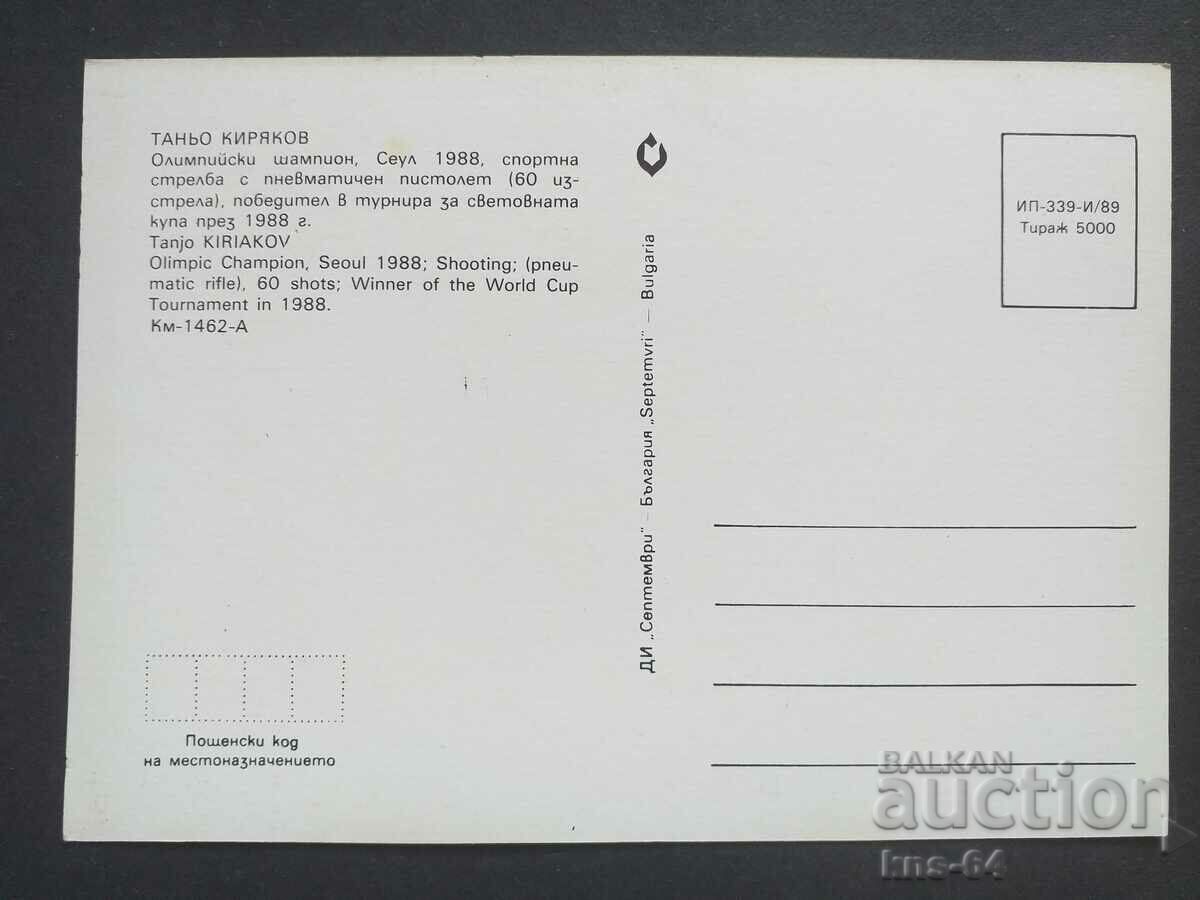 ТАНЬО КИРЯКОВ
Олимпийски шампион, Сеул 1988, спортна
стрелба с пневматичен пистолет (60 из-
стрела), победител в турнира за световната
купа през 1988 г.
Tanjo KIRIAKOV
Olimpic Champion, Seoul 1988; Shooting; (pneu-
matic rifle), 60 shots; Winner of the World Cup
Tournament in 1988.
Км-1462-А
Пощенски код
на местоназначението
ДИ „Септември" – България „Septemvri" – Bulgaria
ИП-339-И/89
Тираж 5000
BALKAN
auction
kns-64